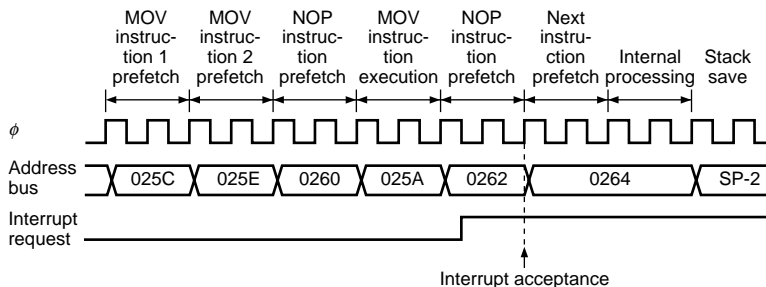 MOV instruc-tion 1 prefetch
MOV instruc-tion 2 prefetch
NOP instruc-tion prefetch
MOV instruc-tion execution
NOP instruc-tion prefetch
Next instru-ction prefetch
Internal processing
Stack save
φ
Address bus
025C 025E 0260 025A 0262 0264 SP-2
Interrupt request
Interrupt acceptance